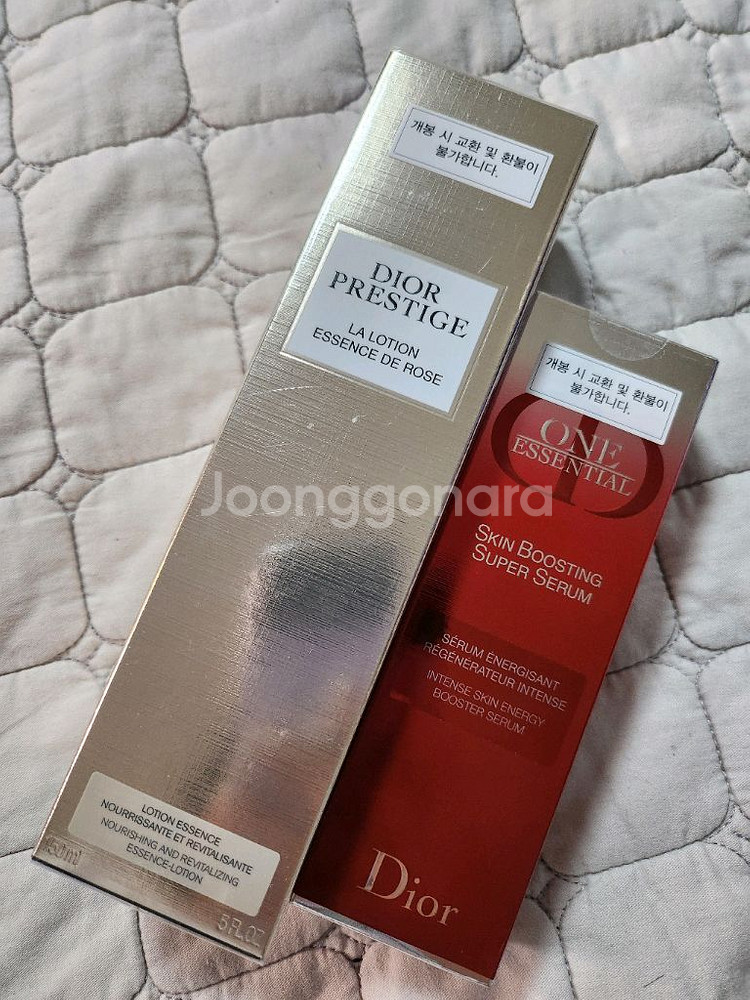 개봉 시 교환 및 환불이
불가합니다.
DIOR
PRESTIGE
LA LOTION
ESSENCE DE ROSE
LOTION ESSENCE
NOURRISSANTE ET REVITALISANTE
NOURISHING AND REVITALIZING
ESSENCE-LOTION
150ml
5 FL.OZ
개봉 시 교환 및 환불이
불가합니다.
ONE
ESSENTIAL
SKIN BOOSTING
SUPER SERUM
SÉRUM ÉNERGISANT
RÉGÉNÉRATEUR INTENSE
INTENSE SKIN ENERGY
BOOSTER SERUM
Dior
Joonggonara